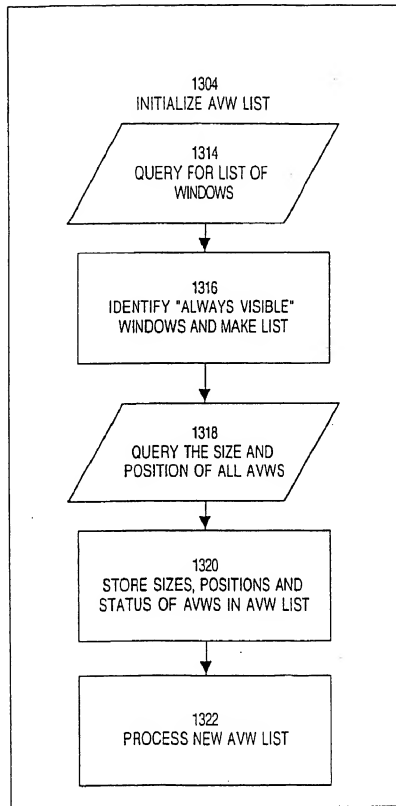 1304
INITIALIZE AVW LIST
1314
QUERY FOR LIST OF
WINDOWS
1316
IDENTIFY "ALWAYS VISIBLE"
WINDOWS AND MAKE LIST
1318
QUERY THE SIZE AND
POSITION OF ALL AVWS
1320
STORE SIZES, POSITIONS AND
STATUS OF AVWS IN AVW LIST
1322
PROCESS NEW AVW LIST